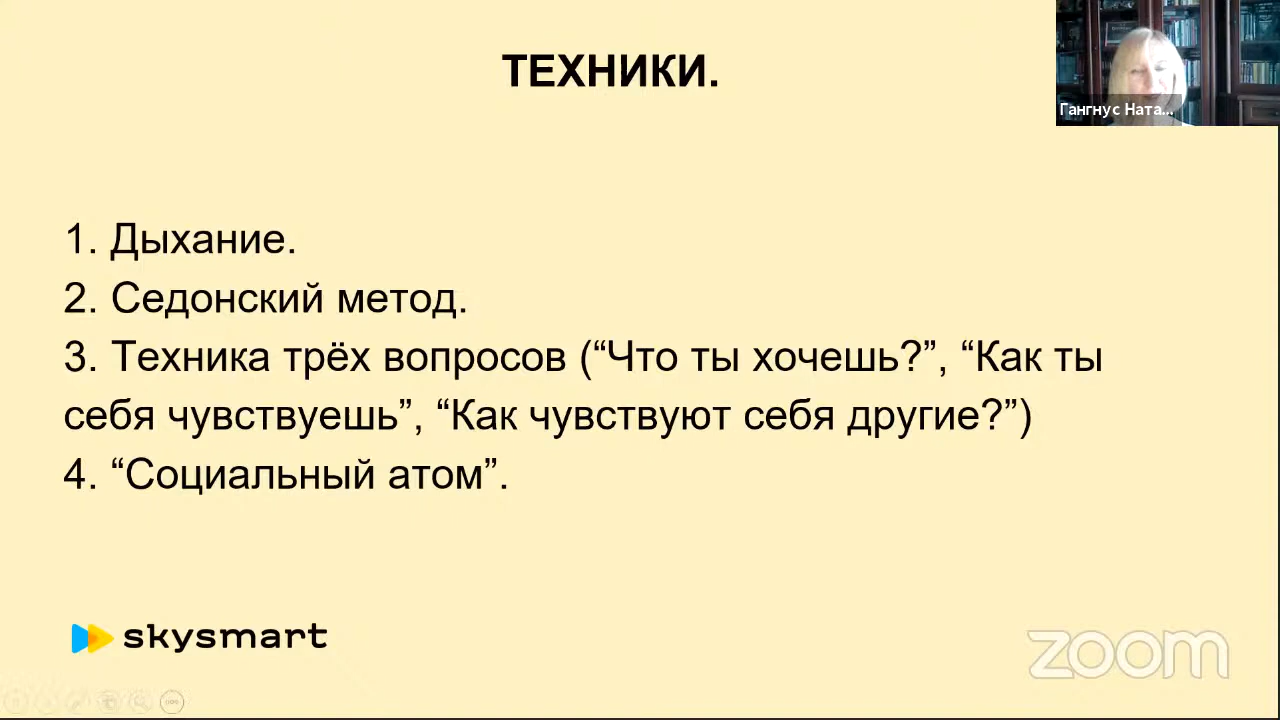 ТЕХНИКИ.
Гангнус Ната...
1. Дыхание.
2. Седонский метод.
3. Техника трёх вопросов (“Что ты хочешь?”, “Как ты
себя чувствуешь”, “Как чувствуют себя другие?”)
4. “Социальный атом”.
skysmart
zoom